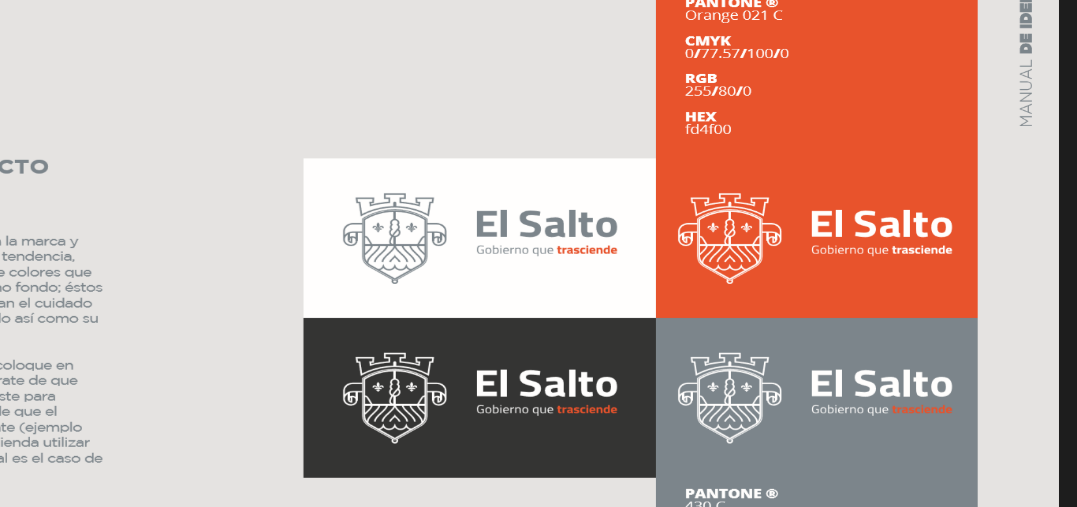 CTO
la marca y
tendencia,
e colores que
no fondo; éstos
an el cuidado
lo así como su
coloque en
rate de que
ste para
de que el
te (ejemplo
ienda utilizar
al es el caso de
PANTONE ®
Orange 021 C
CMYK
0/77.57/100/0
RGB
255/80/0
HEX
fd4f00
El Salto
Gobierno que trasciende
El Salto
Gobierno que trasciende
El Salto
Gobierno que trasciende
El Salto
Gobierno que trasciende
PANTONE ®
430 C
MANUAL DE IDE